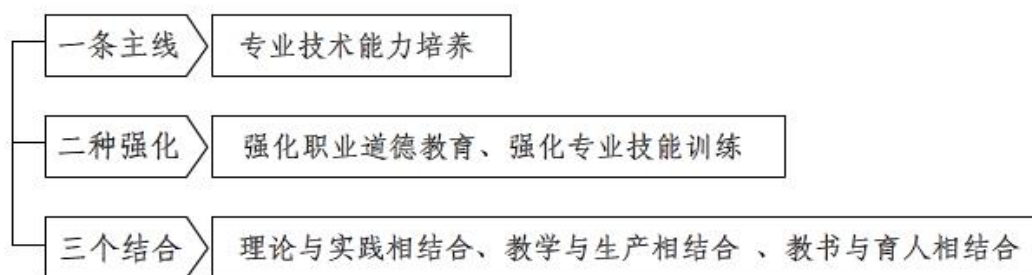 一条主线 专业技术能力培养
二种强化 强化职业道德教育、强化专业技能训练
三个结合 理论与实践相结合、教学与生产相结合 、教书与育人相结合